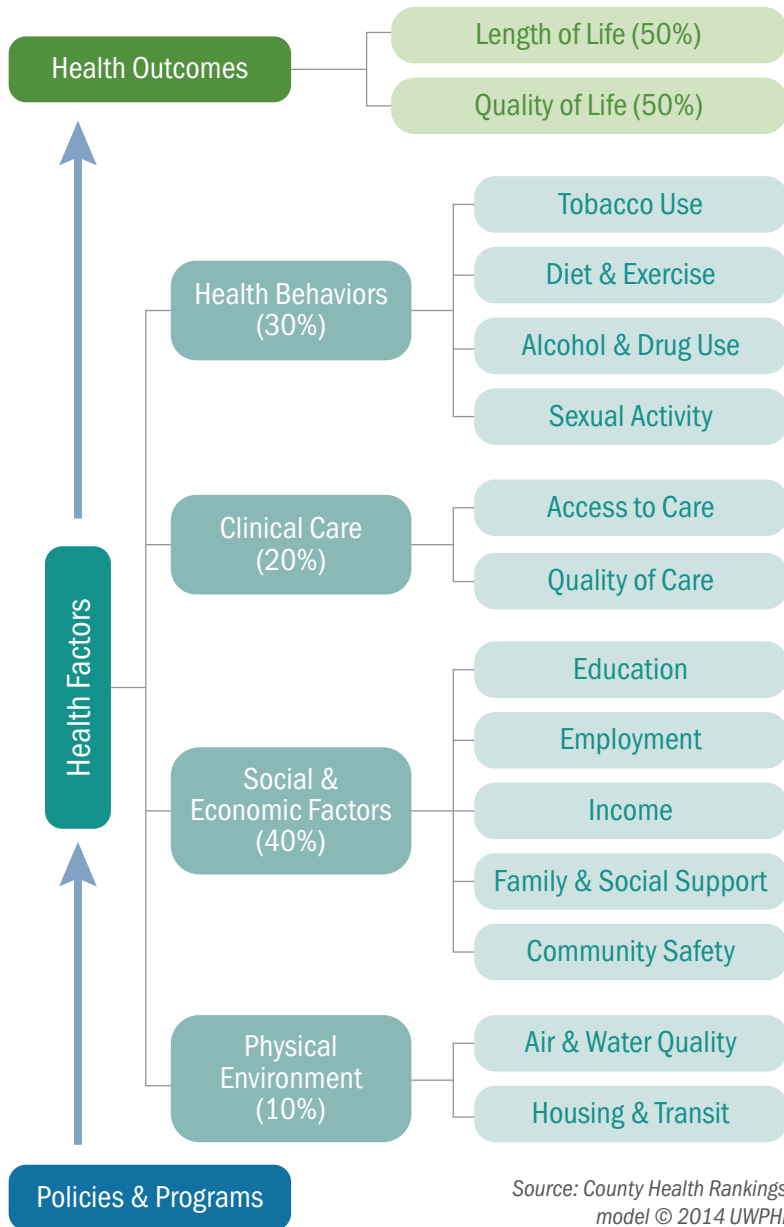 Health Outcomes
Length of Life (50%)
Quality of Life (50%)
Health Factors
Health Behaviors
(30%)
Tobacco Use
Diet & Exercise
Alcohol & Drug Use
Sexual Activity
Clinical Care
(20%)
Access to Care
Quality of Care
Social &
Economic Factors
(40%)
Education
Employment
Income
Family & Social Support
Community Safety
Physical
Environment
(10%)
Air & Water Quality
Housing & Transit
Policies & Programs
Source: County Health Rankings
model © 2014 UWPHI